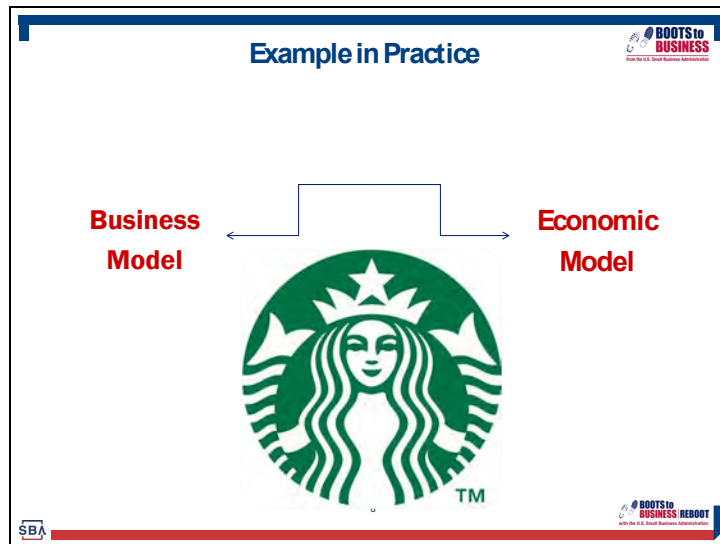 Example in Practice
BOOTS to
BUSINESS
from the U.S. Small Business Administration
Business
Model
Economic
Model
TM
SBA
BOOTS to
BUSINESS | REBOOT
with the U.S. Small Business Administration